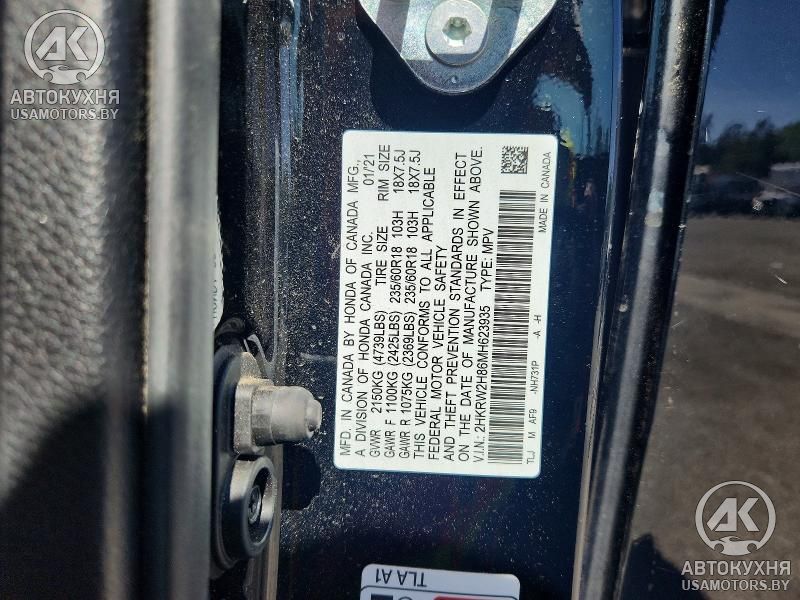 АК
АВТОКУХНЯ
USAMOTORS.BY
MFD. IN CANADA BY HONDA OF CANADA MFG.,
A DIVISION OF HONDA CANADA INC. 01/21
GVWR 2150KG (4739LBS) TIRE SIZE RIM SIZE
GAWR F 1100KG (2425LBS) 235/60R18 103H 18X7.5J
GAWR R 1075KG (2369LBS) 235/60R18 103H 18X7.5J
THIS VEHICLE CONFORMS TO ALL APPLICABLE
FEDERAL MOTOR VEHICLE SAFETY
AND THEFT PREVENTION STANDARDS IN EFFECT
ON THE DATE OF MANUFACTURE SHOWN ABOVE.
V.I.N.: 2HKRW2H86MH623935 TYPE: MPV
TLJ M AF9 -NH731P -A -H MADE IN CANADA
TLA A1
АК
АВТОКУХНЯ
USAMOTORS.BY